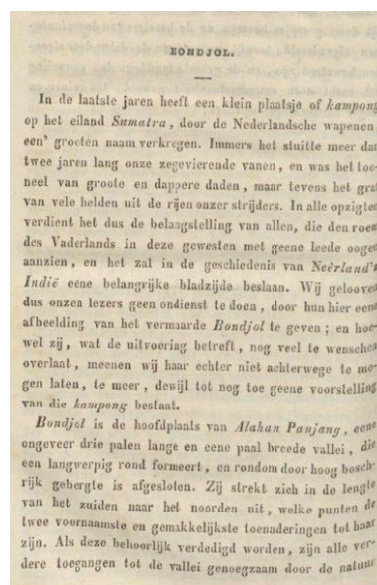 BONDJOL.
In de laatste jaren heeft een klein plaatsje of kampong
op het eiland Sumatra, door de Nederlandsche wapenen
een' grooten naam verkregen. Immers het stuitte meer dan
twee jaren lang onze zegevierende vanen, en was het too-
neel van groote en dappere daden, maar tevens het graf
van vele helden uit de rijen onzer strijders. In alle opzigten
verdient het dus de belangstelling van allen, die den roem
des Vaderlands in deze gewesten met geene leede oogen
aanzien, en het zal in de geschiedenis van Neêrland's
Indië eene belangrijke bladzijde beslaan. Wij gelooven
dus onzen lezers geen ondienst te doen, door hun hier eene
afbeelding van het vermaarde Bondjol te geven; en hoe-
wel zij, wat de uitvoering betreft, nog veel te wenschen
overlaat, meenen wij haar echter niet achterwege te mo-
gen laten, te meer, dewijl tot nog toe geene voorstelling
van die kampong bestaat.
Bondjol is de hoofdplaats van Alahan Panjang, eene
ongeveer drie palen lange en eene paal breede vallei, die
een langwerpig rond formeert, en rondom door hoog bosch-
rijk gebergte is afgesloten. Zij strekt zich in de lengte
van het zuiden naar het noorden uit, welke punten de
twee voornaamste en gemakkelijkste toenaderingen tot haar
zijn. Als deze behoorlijk verdedigd worden, zijn alle ver-
dere toegangen tot de vallei genoegzaam door de natuur